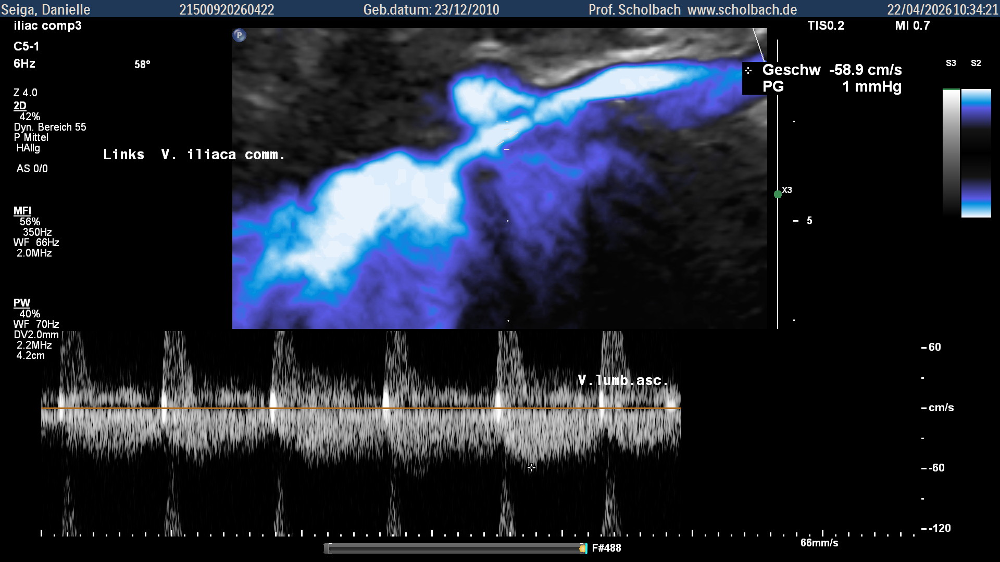 Seiga, Danielle 21500920260422 Geb.datum: 23/12/2010 Prof. Scholbach www.scholbach.de 22/04/2026 10:34:21
iliac comp3 TIS0.2 MI 0.7
C5-1
6Hz 58°
P
Geschw -58.9 cm/s
PG 1 mmHg
S3 S2
Z 4.0
2D
42%
Dyn. Bereich 55
P Mittel
HAllg
Links V. iliaca comm.
AS 0/0
X3
5
MFI
56%
350Hz
WF 66Hz
2.0MHz
PW
40%
WF 70Hz
DV2.0mm
2.2MHz
4.2cm
60
V.lumb.asc.
cm/s
-60
-120
66mm/s
F#488